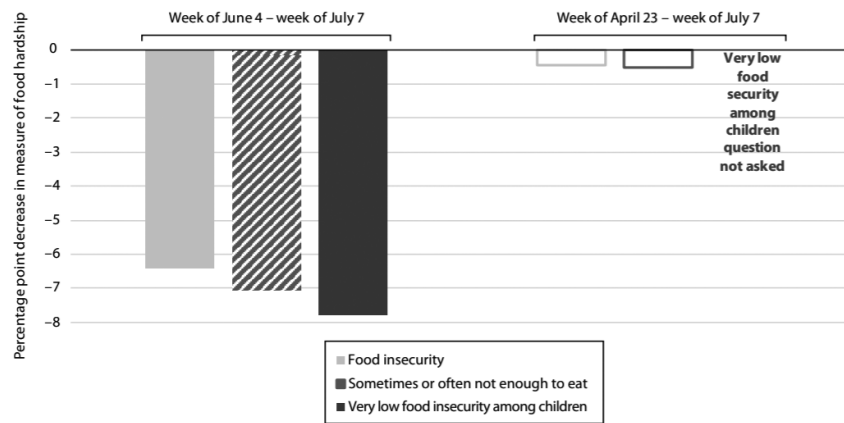 Week of June 4 – week of July 7
Week of April 23 – week of July 7
Percentage point decrease in measure of food hardship
0
–1
–2
–3
–4
–5
–6
–7
–8
Very low
food
security
among
children
question
not asked
Food insecurity
Sometimes or often not enough to eat
Very low food insecurity among children